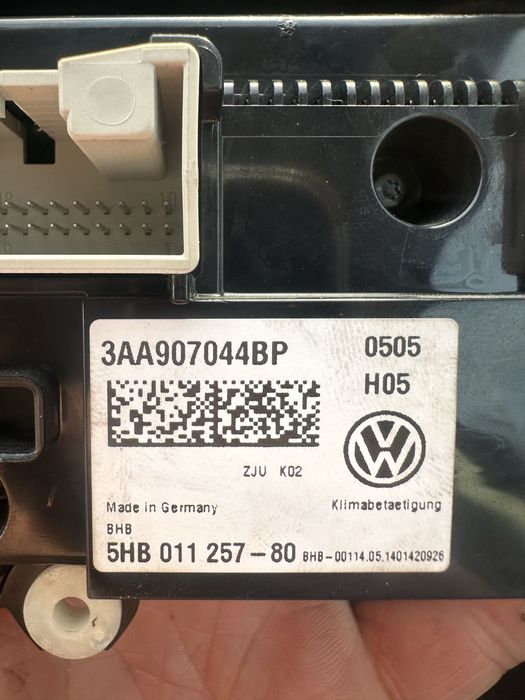 3AA907044BP 0505
H05
ZJU K02
Made in Germany Klimabetaetigung
BHB
5HB 011 257-80 BHB-00114.05.1401420926